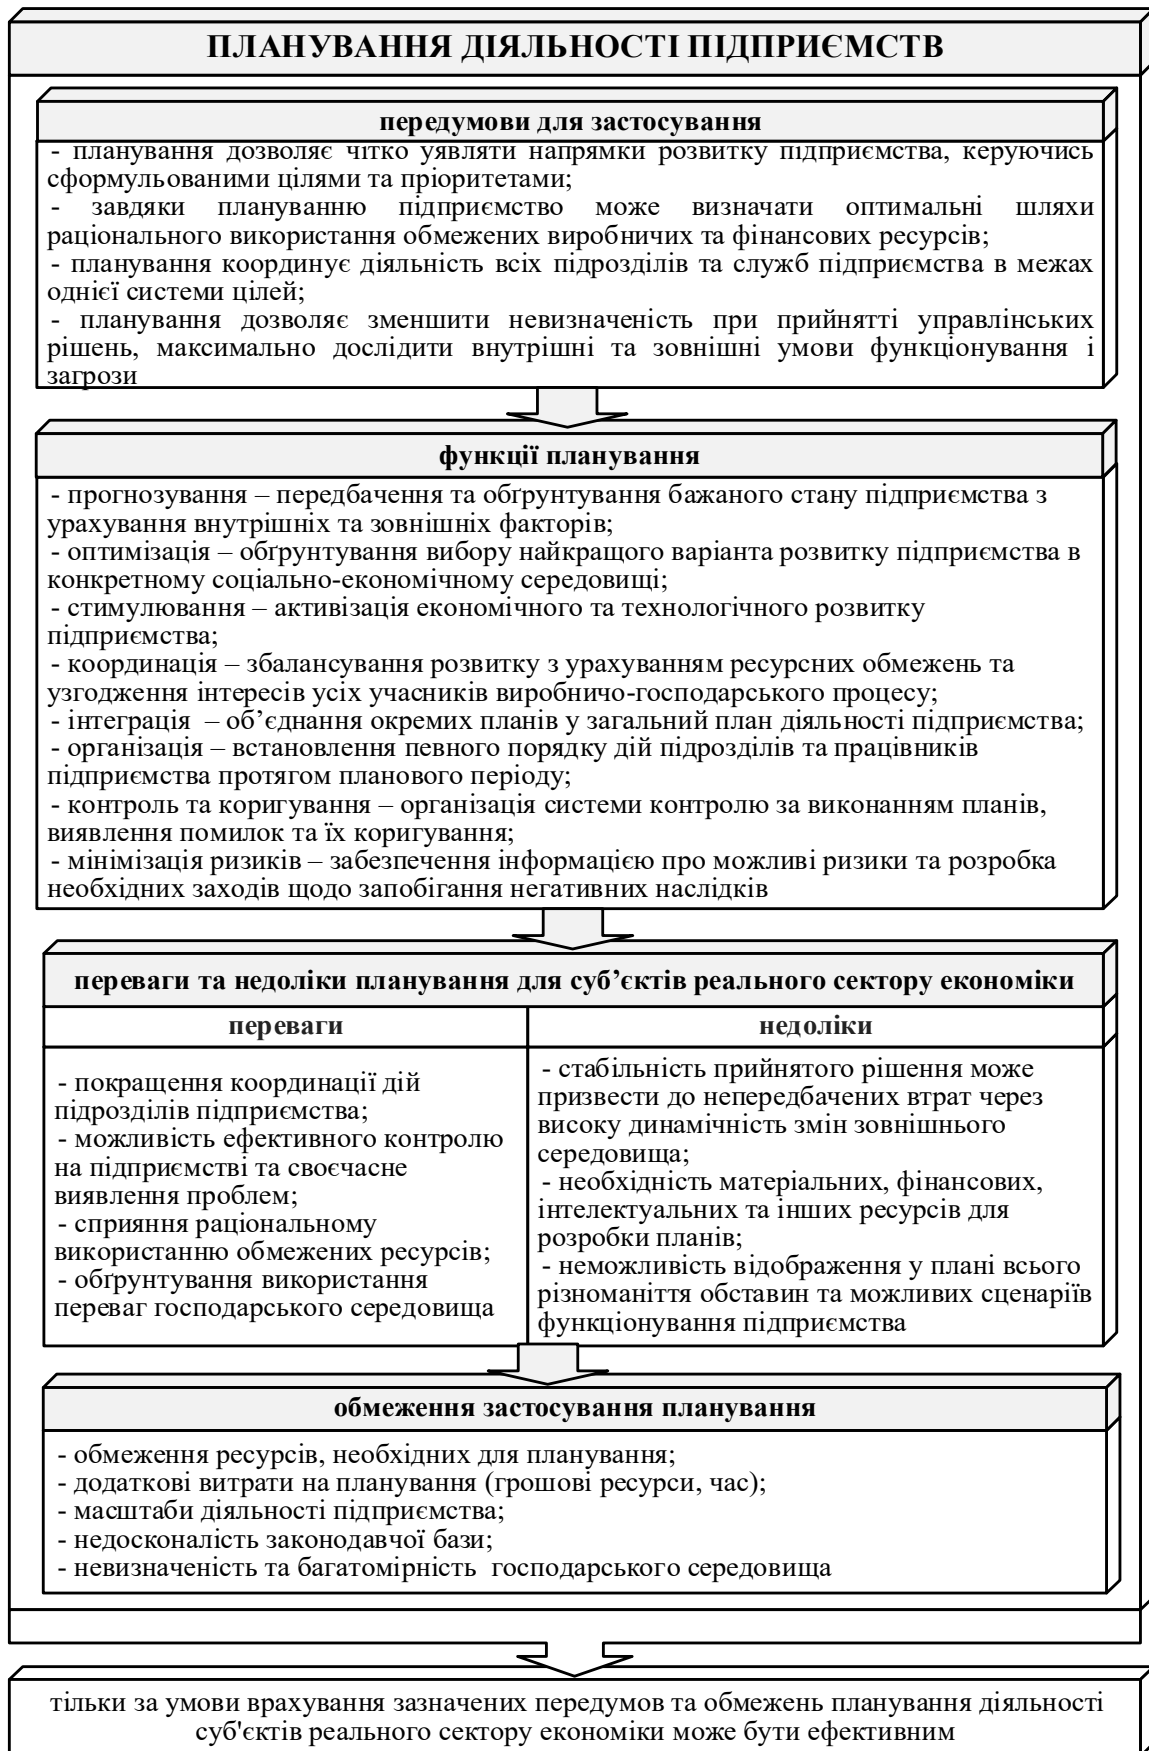 ПЛАНУВАННЯ ДІЯЛЬНОСТІ ПІДПРИЄМСТВ
передумови для застосування
- планування дозволяє чітко уявляти напрямки розвитку підприємства, керуючись
сформульованими цілями та пріоритетами;
- завдяки плануванню підприємство може визначати оптимальні шляхи
раціонального використання обмежених виробничих та фінансових ресурсів;
- планування координує діяльність всіх підрозділів та служб підприємства в межах
однієї системи цілей;
- планування дозволяє зменшити невизначеність при прийнятті управлінських
рішень, максимально дослідити внутрішні та зовнішні умови функціонування і
загрози
функції планування
- прогнозування – передбачення та обґрунтування бажаного стану підприємства з
урахування внутрішніх та зовнішніх факторів;
- оптимізація – обґрунтування вибору найкращого варіанта розвитку підприємства в
конкретному соціально-економічному середовищі;
- стимулювання – активізація економічного та технологічного розвитку
підприємства;
- координація – збалансування розвитку з урахуванням ресурсних обмежень та
узгодження інтересів усіх учасників виробничо-господарського процесу;
- інтеграція – об’єднання окремих планів у загальний план діяльності підприємства;
- організація – встановлення певного порядку дій підрозділів та працівників
підприємства протягом планового періоду;
- контроль та коригування – організація системи контролю за виконанням планів,
виявлення помилок та їх коригування;
- мінімізація ризиків – забезпечення інформацією про можливі ризики та розробка
необхідних заходів щодо запобігання негативних наслідків
переваги та недоліки планування для суб’єктів реального сектору економіки
переваги
- покращення координації дій
підрозділів підприємства;
- можливість ефективного контролю
на підприємстві та своєчасне
виявлення проблем;
- сприяння раціональному
використанню обмежених ресурсів;
- обґрунтування використання
переваг господарського середовища
недоліки
- стабільність прийнятого рішення може
призвести до непередбачених втрат через
високу динамічність змін зовнішнього
середовища;
- необхідність матеріальних, фінансових,
інтелектуальних та інших ресурсів для
розробки планів;
- неможливість відображення у плані всього
різноманіття обставин та можливих сценаріїв
функціонування підприємства
обмеження застосування планування
- обмеження ресурсів, необхідних для планування;
- додаткові витрати на планування (грошові ресурси, час);
- масштаби діяльності підприємства;
- недосконалість законодавчої бази;
- невизначеність та багатомірність господарського середовища
тільки за умови врахування зазначених передумов та обмежень планування діяльності
суб'єктів реального сектору економіки може бути ефективним